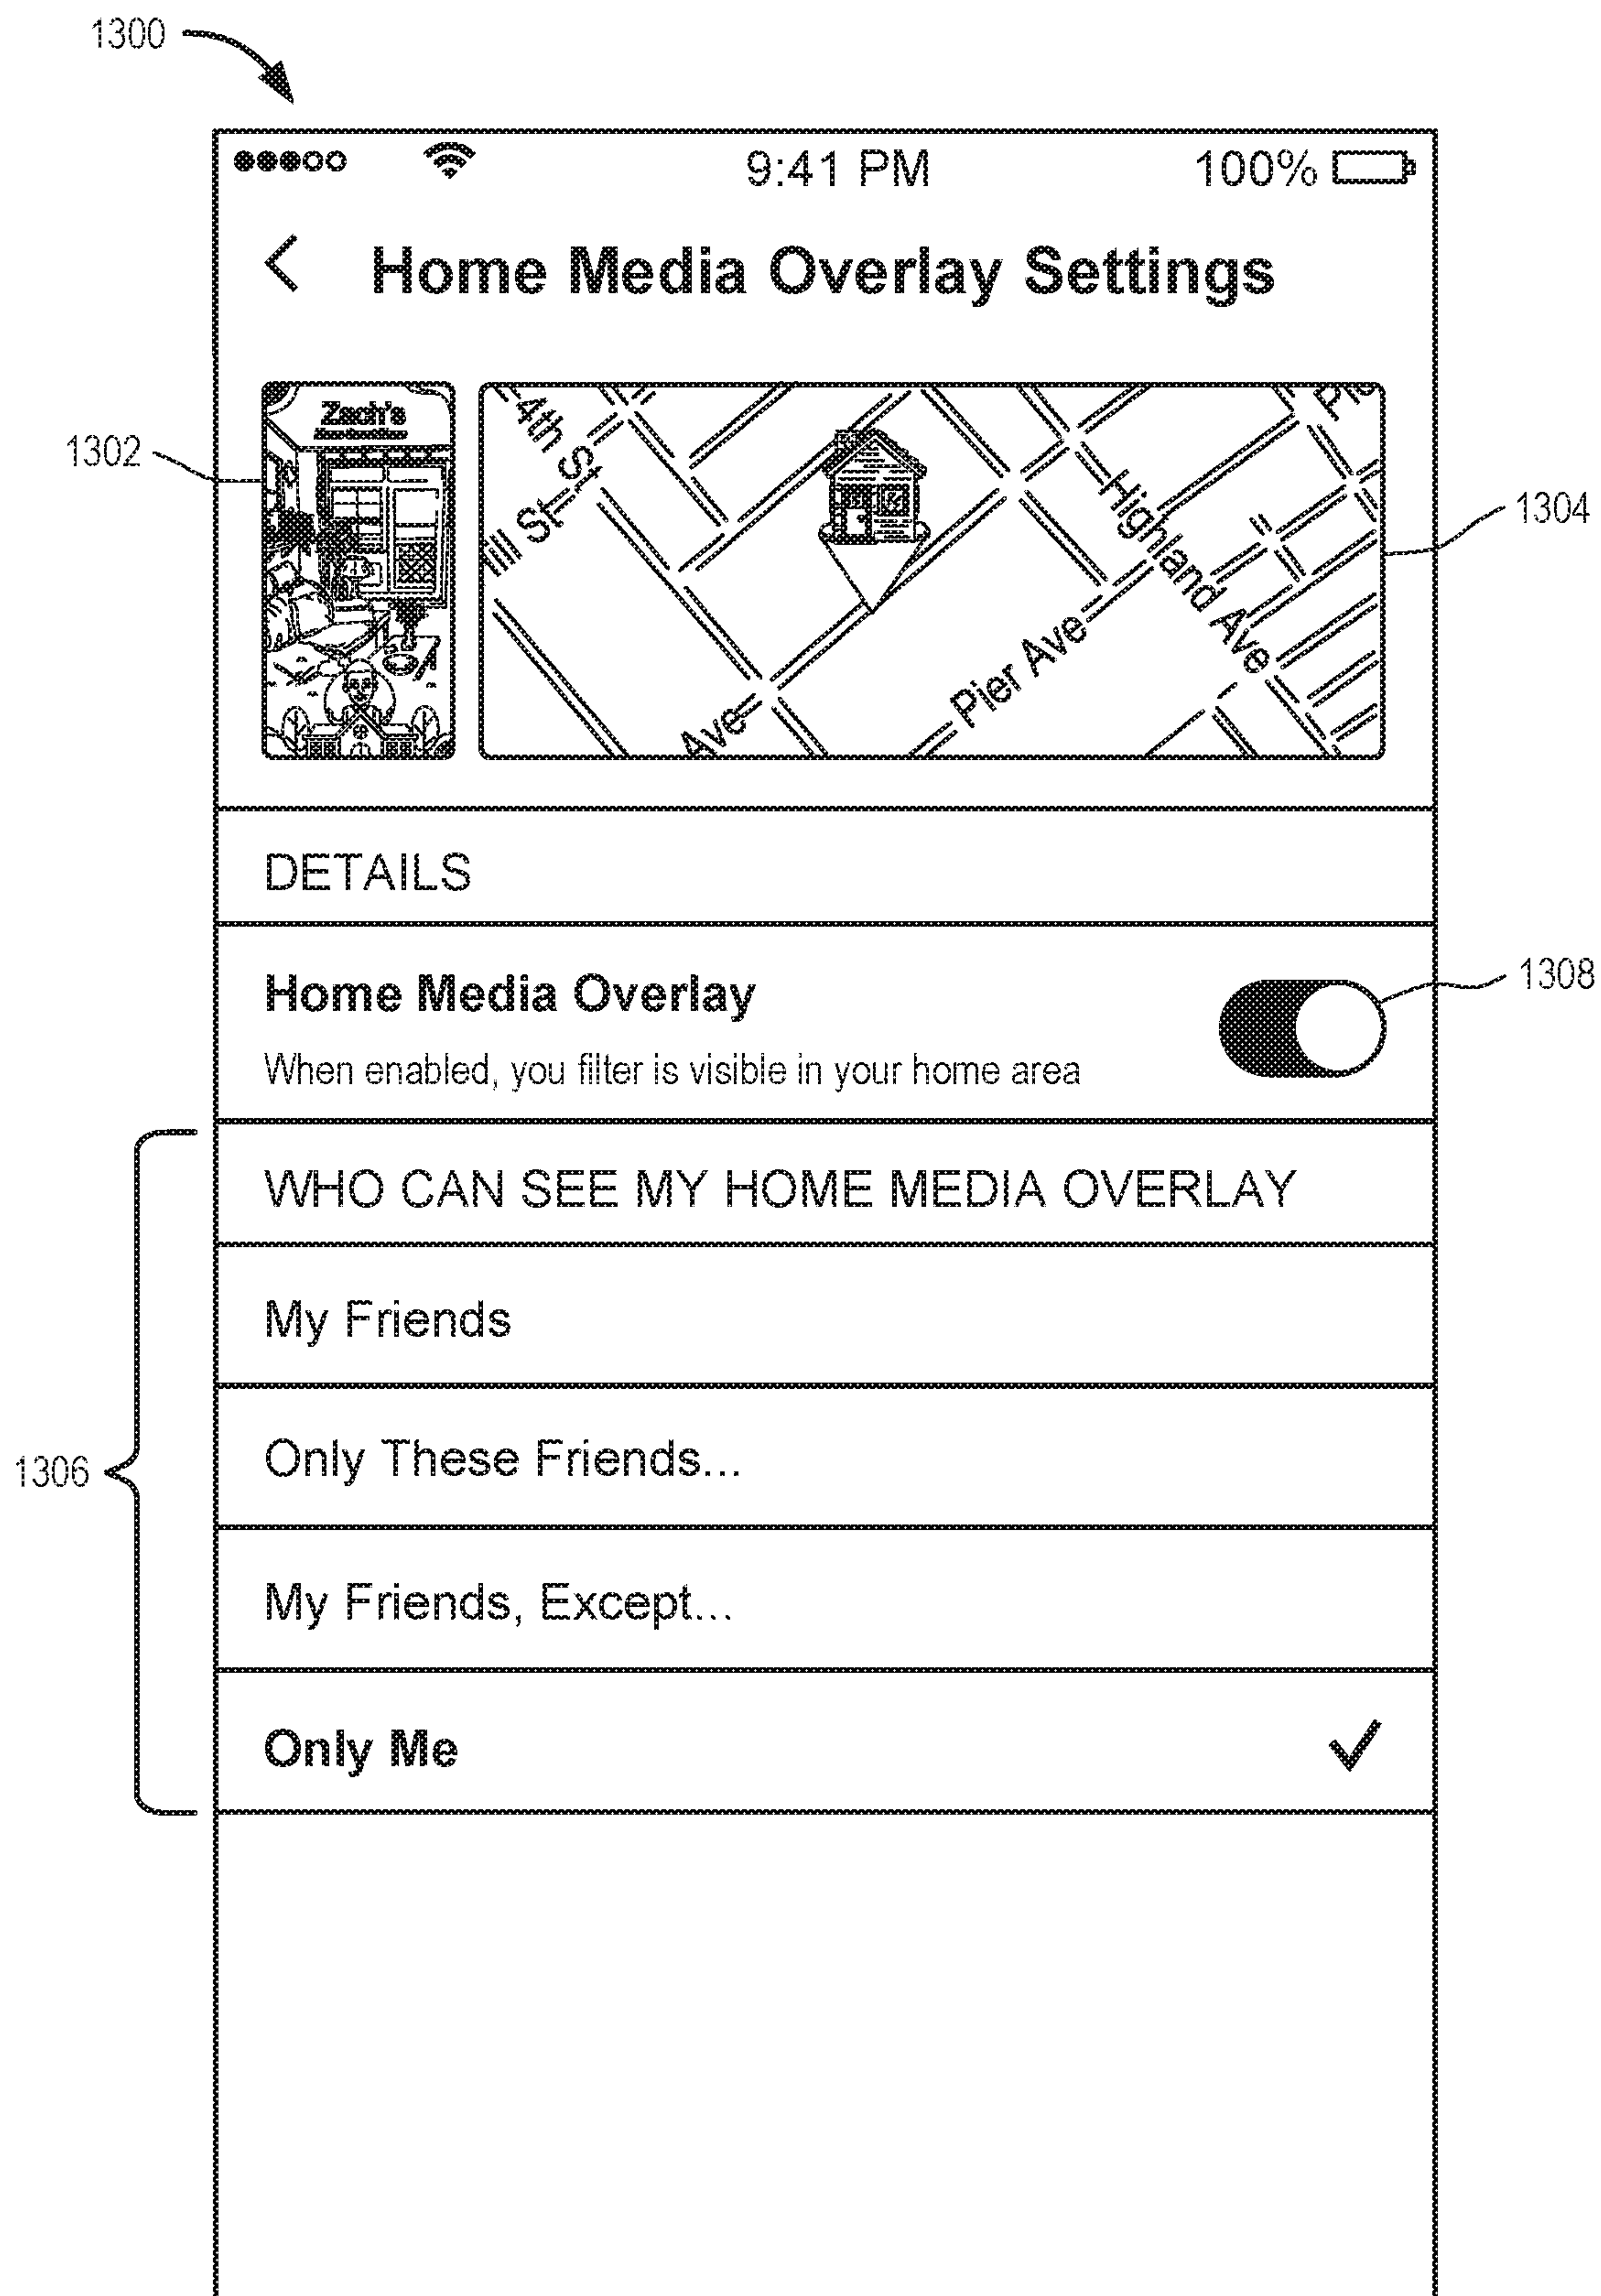 1300
9:41 PM
100%
Home Media Overlay Settings
Zach's
1302
4th St
ill St
Highland Ave
Pier Ave
Ave
1304
DETAILS
Home Media Overlay
When enabled, you filter is visible in your home area
1308
WHO CAN SEE MY HOME MEDIA OVERLAY
My Friends
Only These Friends...
My Friends, Except...
Only Me
1306